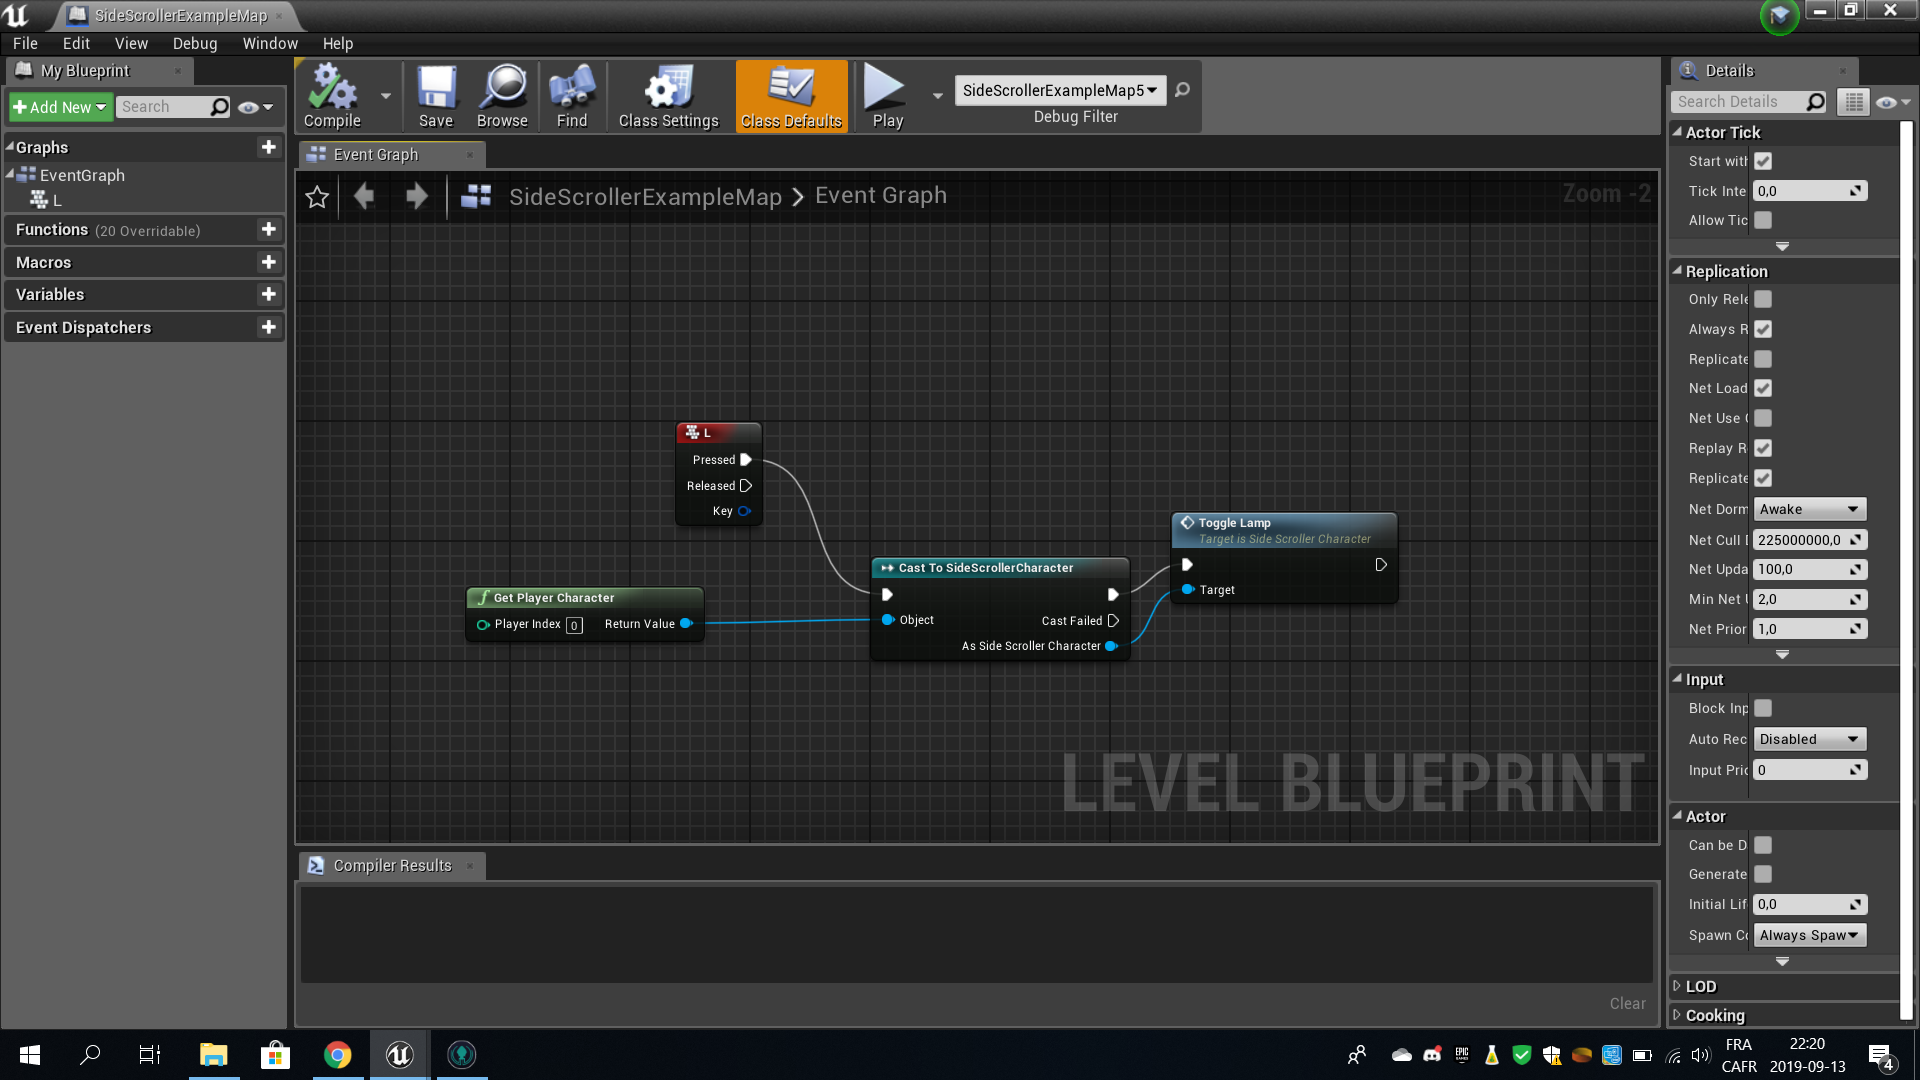 SideScrollerExampleMap
File Edit View Debug Window Help
My Blueprint
Add New
Search
Graphs
EventGraph
L
Functions (20 Overridable)
Macros
Variables
Event Dispatchers
Compile
Save
Browse
Find
Class Settings
Class Defaults
Play
SideScrollerExampleMap5
Debug Filter
Event Graph
SideScrollerExampleMap > Event Graph
Zoom -2
L
Pressed
Released
Key
Get Player Character
Player Index 0
Return Value
Cast To SideScrollerCharacter
Object
Cast Failed
As Side Scroller Character
Toggle Lamp
Target is Side Scroller Character
Target
LEVEL BLUEPRINT
Compiler Results
Clear
Details
Search Details
Actor Tick
Start with
Tick Inte 0,0
Allow Tic
Replication
Only Rele
Always R
Replicate
Net Load
Net Use
Replay R
Replicate
Net Dorm Awake
Net Cull 225000000,0
Net Upda 100,0
Min Net 2,0
Net Prior 1,0
Input
Block Inp
Auto Rec Disabled
Input Pric 0
Actor
Can be D
Generate
Initial Lif 0,0
Spawn Cc Always Spaw
LOD
Cooking
EPIC GAMES
FRA
CAFR
22:20
2019-09-13
4